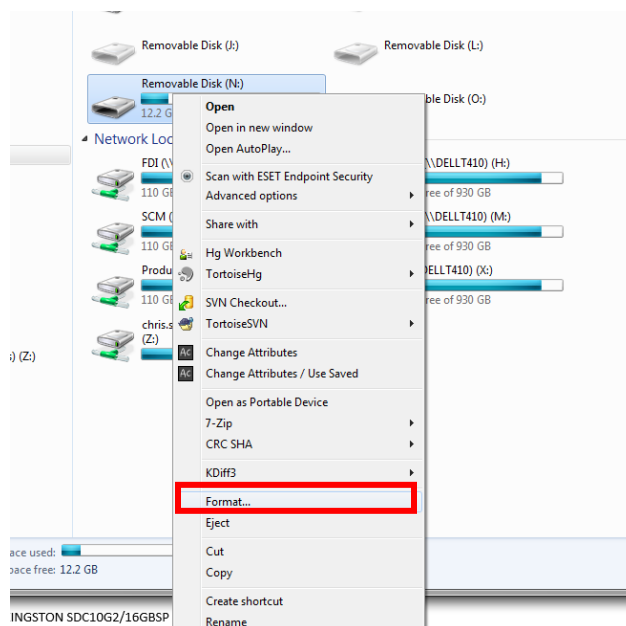 Removable Disk (J:)
Removable Disk (L:)
Removable Disk (N:)
12.2 G
ble Disk (O:)
Network Loc
FDI (\\
110 GB
\\DELLT410) (H:)
ree of 930 GB
SCM (
110 GB
\\DELLT410) (M:)
ree of 930 GB
Produ
110 GB
DELLT410) (X:)
ree of 930 GB
chris.s
(Z:)
:) (Z:)
Open
Open in new window
Open AutoPlay...
Scan with ESET Endpoint Security
Advanced options
Share with
Hg Workbench
TortoiseHg
SVN Checkout...
TortoiseSVN
Ac Change Attributes
Ac Change Attributes / Use Saved
Open as Portable Device
7-Zip
CRC SHA
KDiff3
Format...
Eject
Cut
Copy
Create shortcut
Rename
ace used:
pace free: 12.2 GB
INGSTON SDC10G2/16GBSP